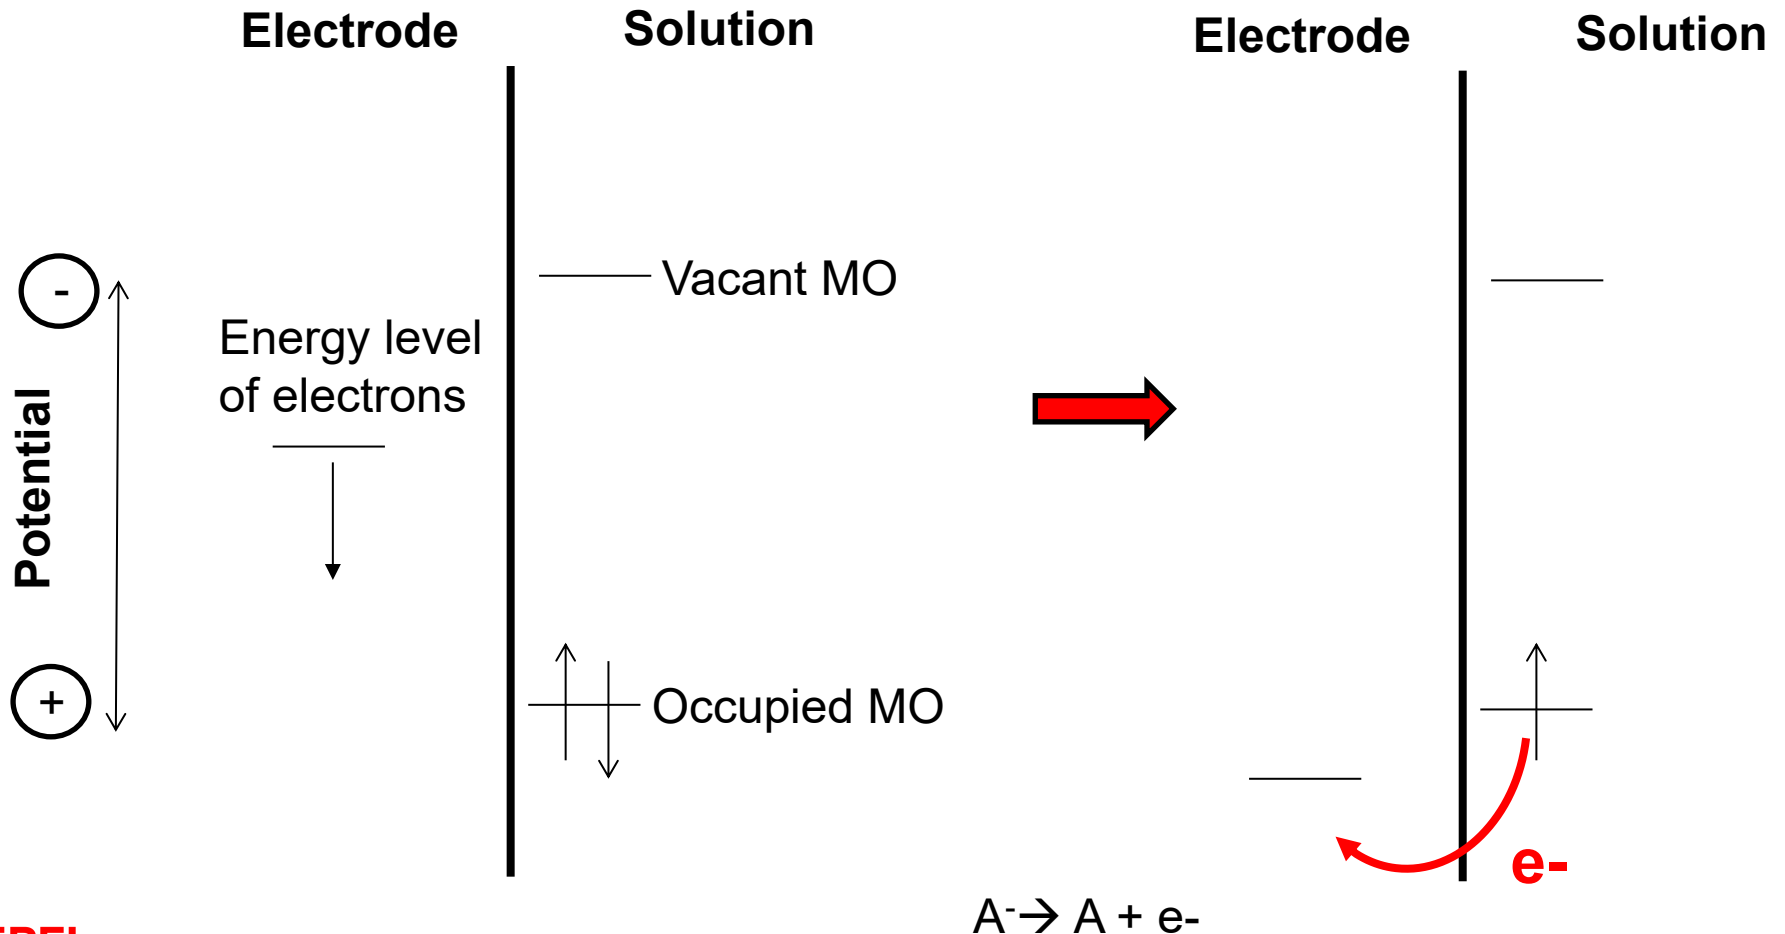 Electrode
Solution
Electrode
Solution
-
Vacant MO
Energy level
of electrons
Potential
+
Occupied MO
e-
A-→ A + e-